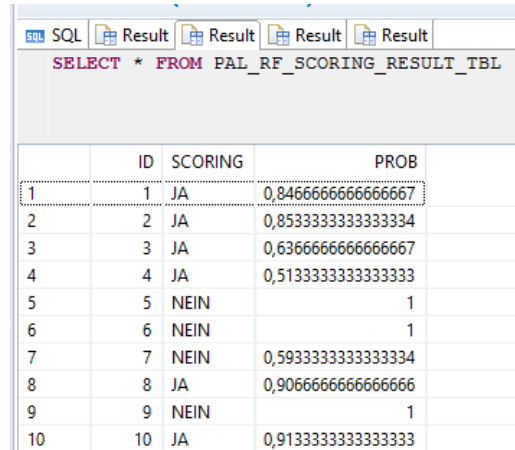 SQL Result Result Result Result
SELECT * FROM PAL_RF_SCORING_RESULT_TBL
ID SCORING PROB
1 1 JA 0,8466666666666667
2 2 JA 0,8533333333333334
3 3 JA 0,6366666666666667
4 4 JA 0,5133333333333333
5 5 NEIN 1
6 6 NEIN 1
7 7 NEIN 0,5933333333333334
8 8 JA 0,9066666666666666
9 9 NEIN 1
10 10 JA 0,9133333333333333